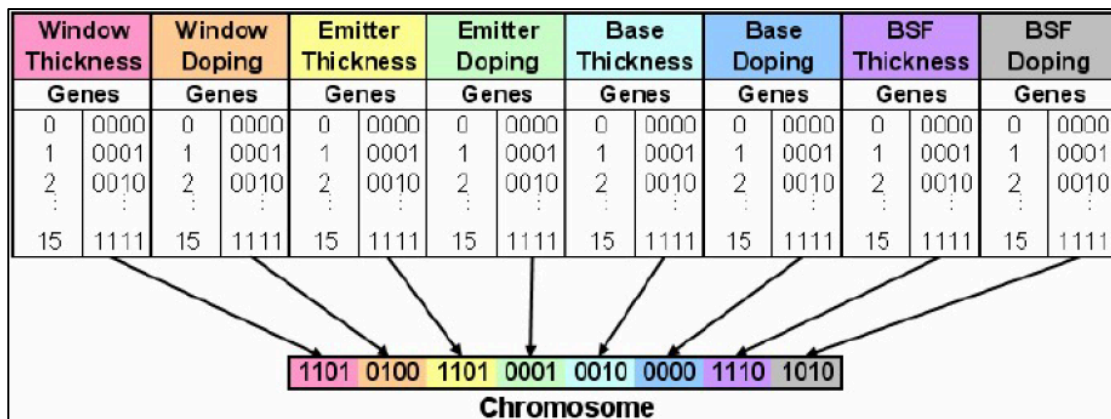 Window Window Emitter Emitter Base Base BSF BSF
Thickness Doping Thickness Doping Thickness Doping Thickness Doping
Genes Genes Genes Genes Genes Genes Genes Genes
0 0000 0 0000 0 0000 0 0000 0 0000 0 0000 0 0000 0 0000
1 0001 1 0001 1 0001 1 0001 1 0001 1 0001 1 0001 1 0001
2 0010 2 0010 2 0010 2 0010 2 0010 2 0010 2 0010 2 0010
⋮ ⋮ ⋮ ⋮ ⋮ ⋮ ⋮ ⋮ ⋮ ⋮ ⋮ ⋮ ⋮ ⋮ ⋮ ⋮
15 1111 15 1111 15 1111 15 1111 15 1111 15 1111 15 1111 15 1111
1101 0100 1101 0001 0010 0000 1110 1010
Chromosome